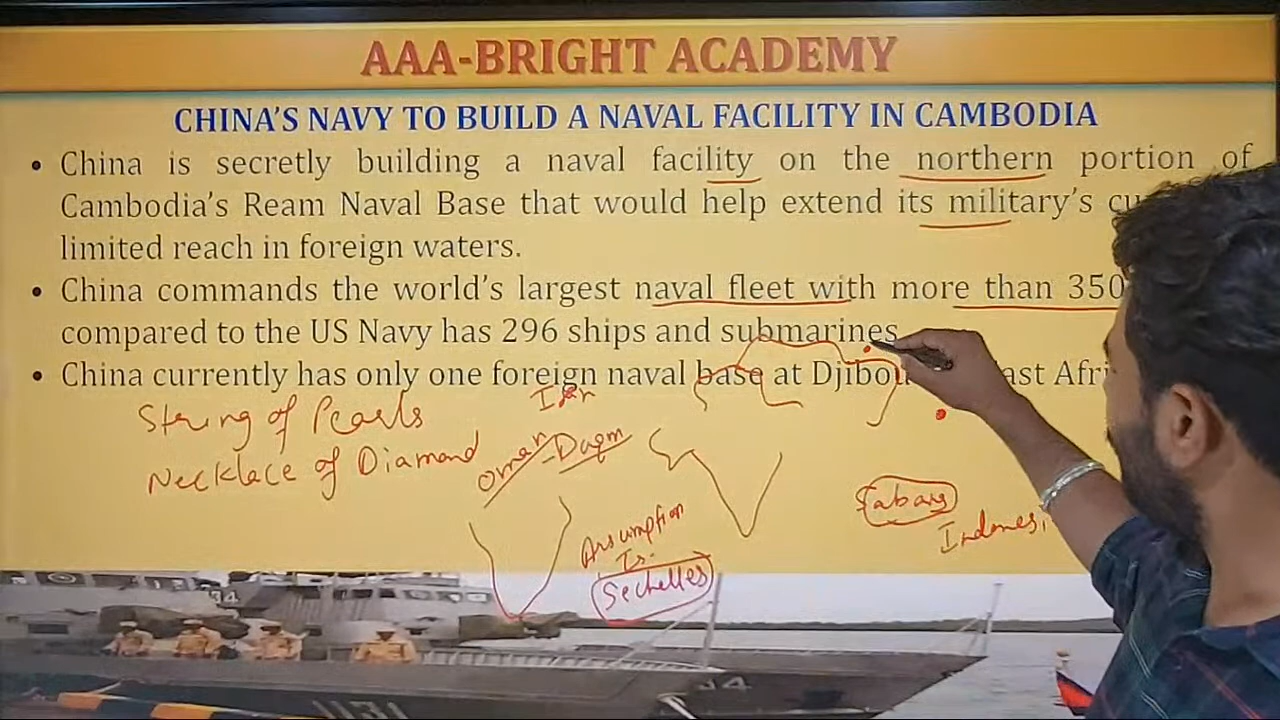 AAA-BRIGHT ACADEMY
CHINA'S NAVY TO BUILD A NAVAL FACILITY IN CAMBODIA
• China is secretly building a naval facility on the northern portion of
Cambodia's Ream Naval Base that would help extend its military's
limited reach in foreign waters.
• China commands the world's largest naval fleet with more than 350
compared to the US Navy has 296 ships and submarines.
• China currently has only one foreign naval base at
String of Pearls
Necklace of Diamond
Oman - Duqm
Assumption
Is.
Sechelles
Sabang
34
1131